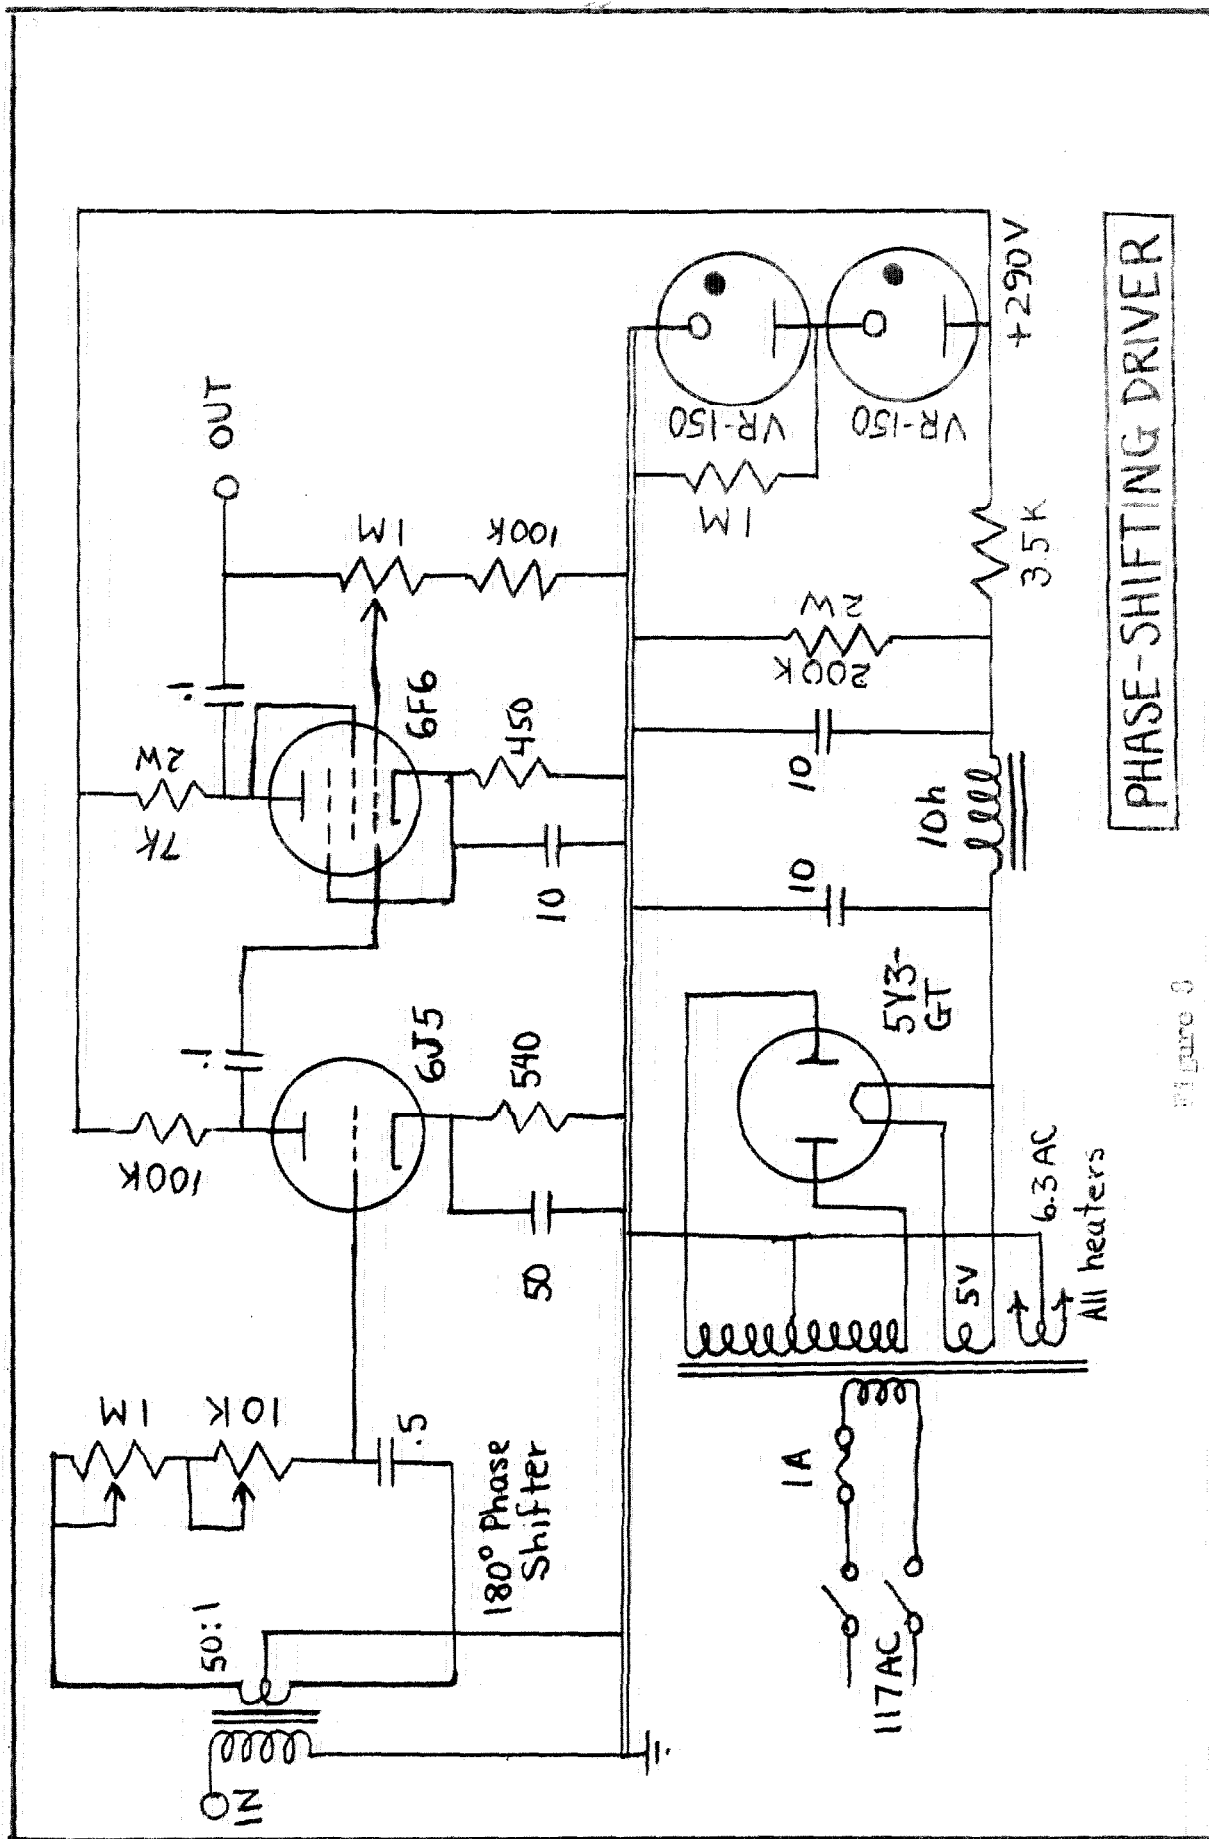 IN
50:1
1M
10K
.5
180° Phase
Shifter
100K
.1
6J5
540
50
7K
2W
.1
OUT
6F6
450
10
1M
100K
117AC
1A
5V
6.3 AC
All heaters
5Y3-
GT
10
10h
10
200K
2W
3.5K
1M
VR-150
VR-150
+290V
PHASE-SHIFTING DRIVER
Figure 8